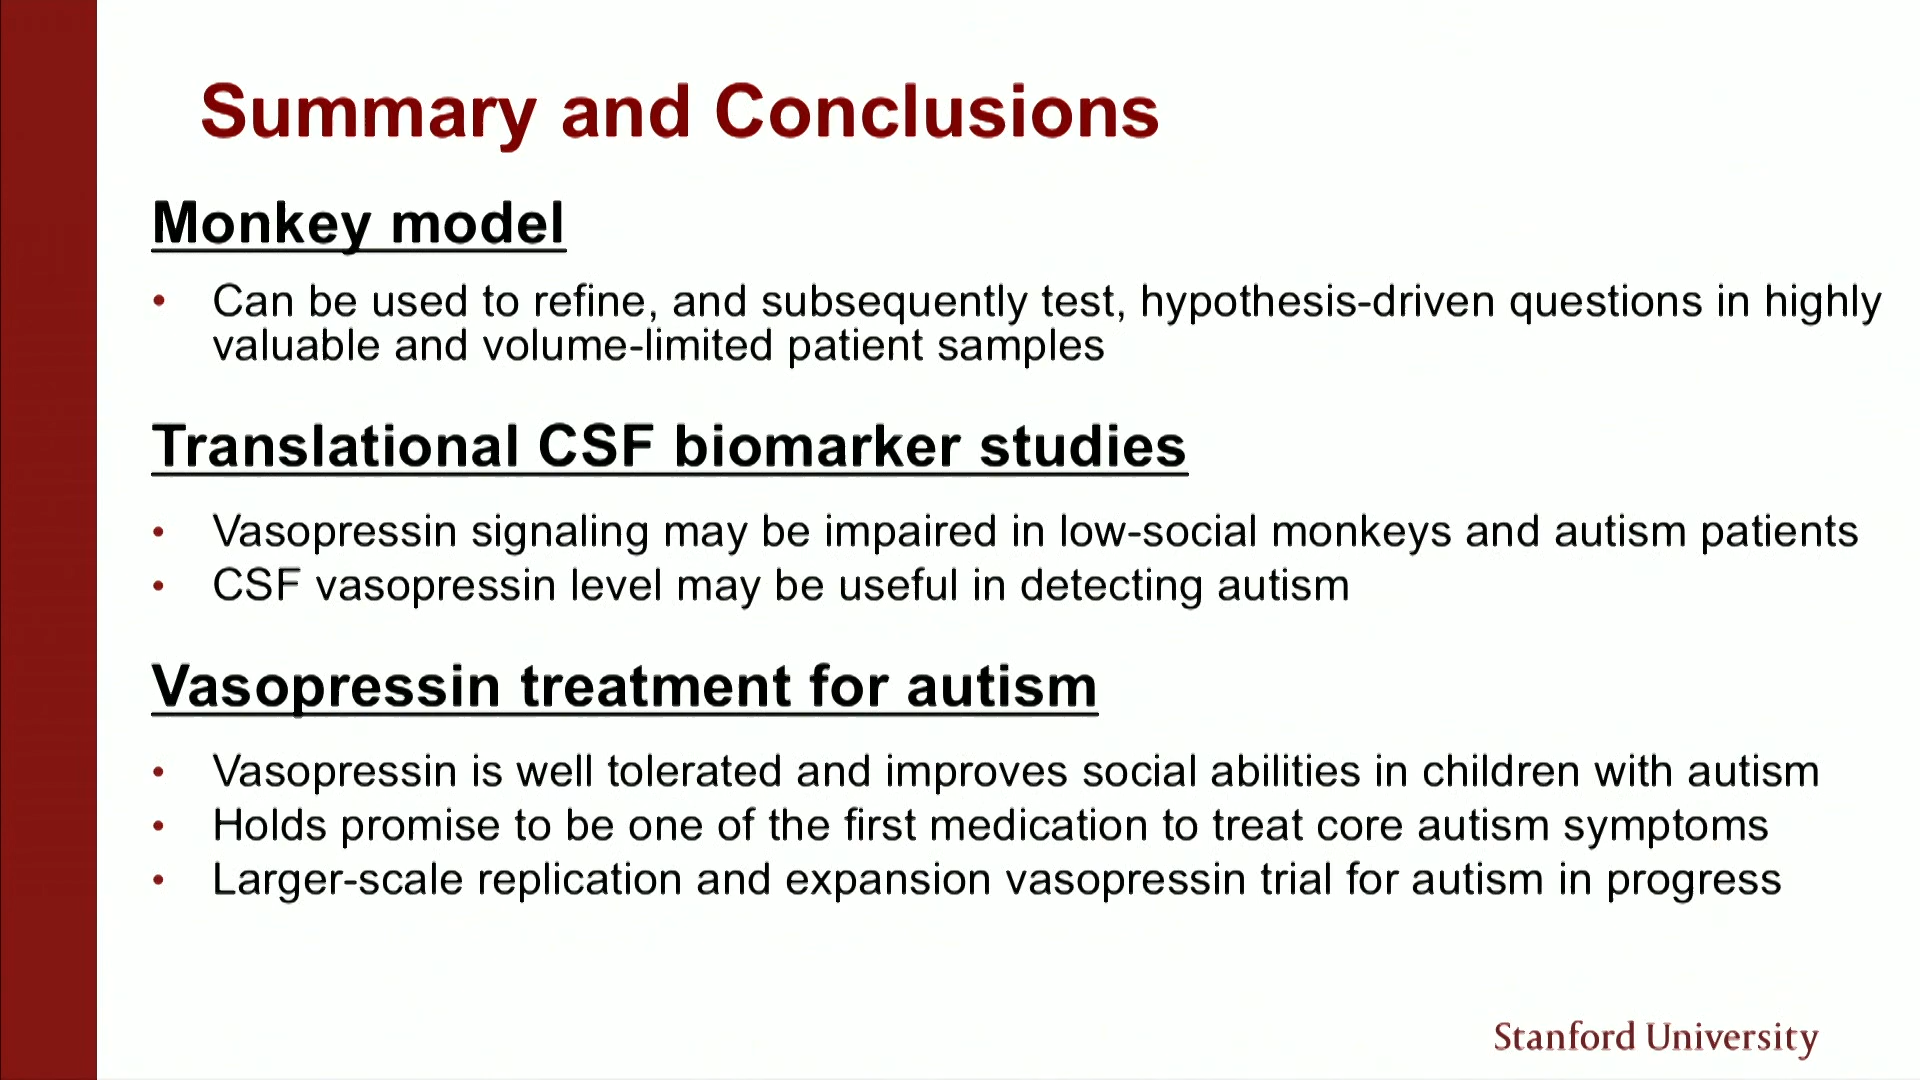 Summary and Conclusions
Monkey model
• Can be used to refine, and subsequently test, hypothesis-driven questions in highly
valuable and volume-limited patient samples
Translational CSF biomarker studies
• Vasopressin signaling may be impaired in low-social monkeys and autism patients
• CSF vasopressin level may be useful in detecting autism
Vasopressin treatment for autism
• Vasopressin is well tolerated and improves social abilities in children with autism
• Holds promise to be one of the first medication to treat core autism symptoms
• Larger-scale replication and expansion vasopressin trial for autism in progress
Stanford University